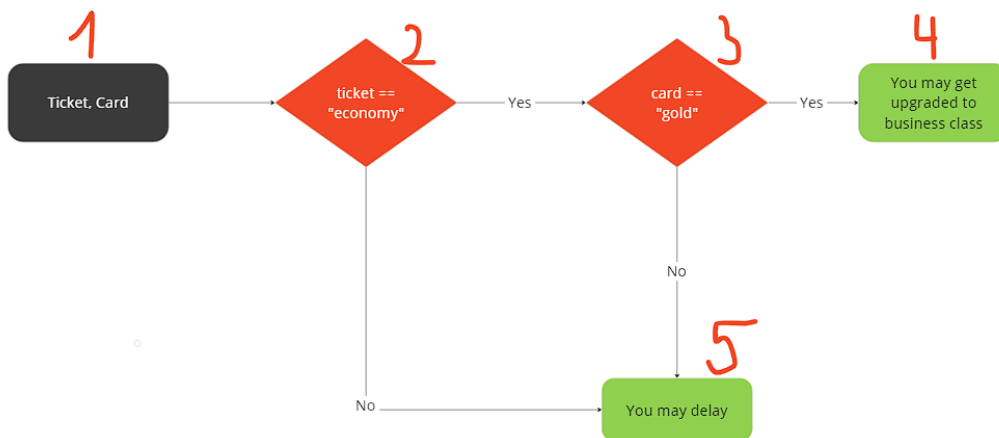 1
2
3
4
Ticket, Card
ticket ==
"economy"
Yes
card ==
"gold"
Yes
You may get
upgraded to
business class
No
5
No
You may delay